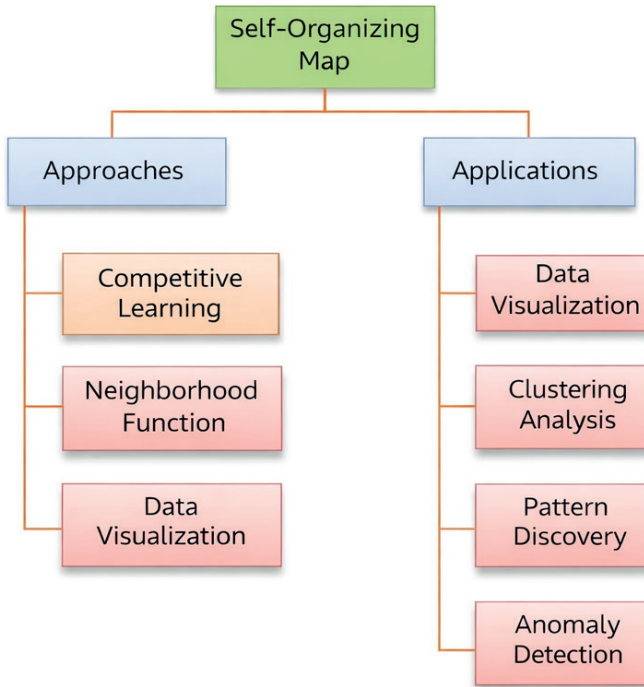 Self-Organizing
Map
Approaches
Applications
Competitive
Learning
Neighborhood
Function
Data
Visualization
Data
Visualization
Clustering
Analysis
Pattern
Discovery
Anomaly
Detection